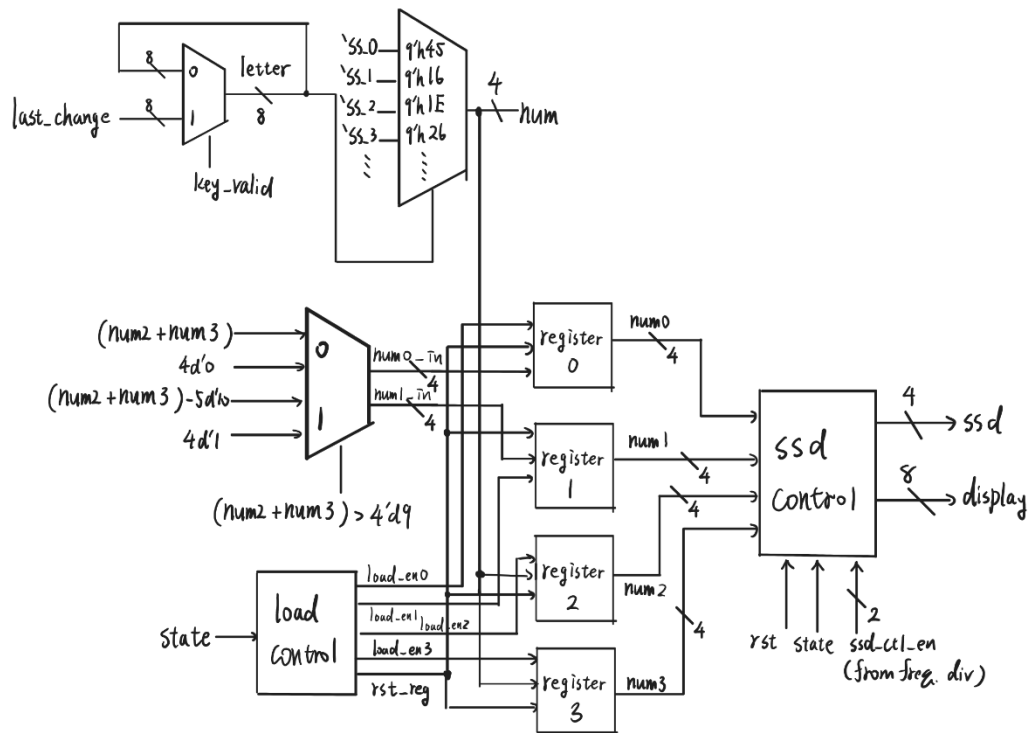 8
0
letter
last_change
8
1
8
key_valid
'SS_0
9'h45
'SS_1
9'h16
'SS_2
9'h1E
'SS_3
9'h26
4
num
(num2+num3)
4d'0
(num2+num3)-5d'10
4d'1
0
1
num0_in
4
num1_in
4
(num2+num3)>4'd9
state
load
control
load_en0
load_en1
load_en2
load_en3
rst_reg
register
0
register
1
register
2
register
3
num0
4
num1
4
4
num2
4
num3
ssd
control
4
ssd
8
display
2
rst
state
ssd_ctl_en
(from freq. div)